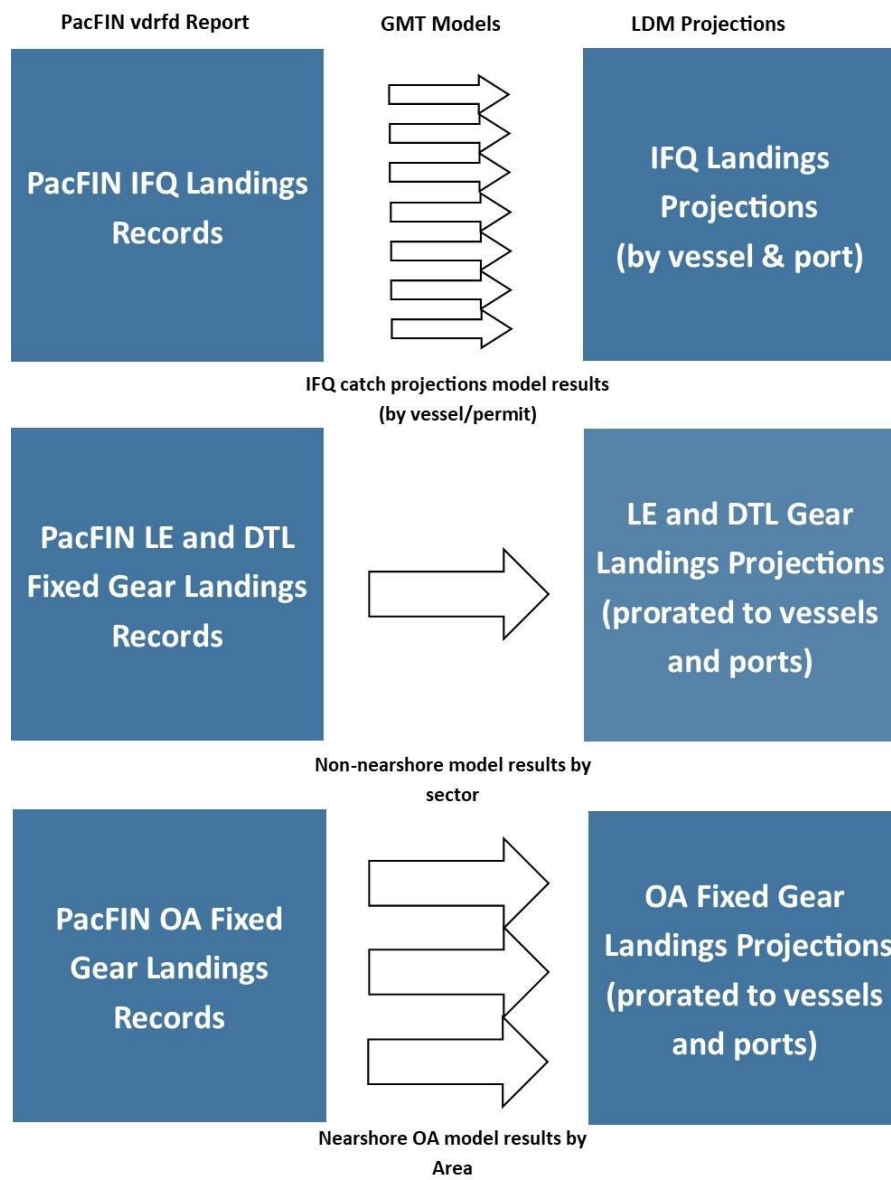 PacFIN vdrfd Report
GMT Models
LDM Projections
PacFIN IFQ Landings
Records
IFQ Landings
Projections
(by vessel & port)
IFQ catch projections model results
(by vessel/permit)
PacFIN LE and DTL
Fixed Gear Landings
Records
LE and DTL Gear
Landings Projections
(prorated to vessels
and ports)
Non-nearshore model results by
sector
PacFIN OA Fixed
Gear Landings
Records
OA Fixed Gear
Landings Projections
(prorated to vessels
and ports)
Nearshore OA model results by
Area